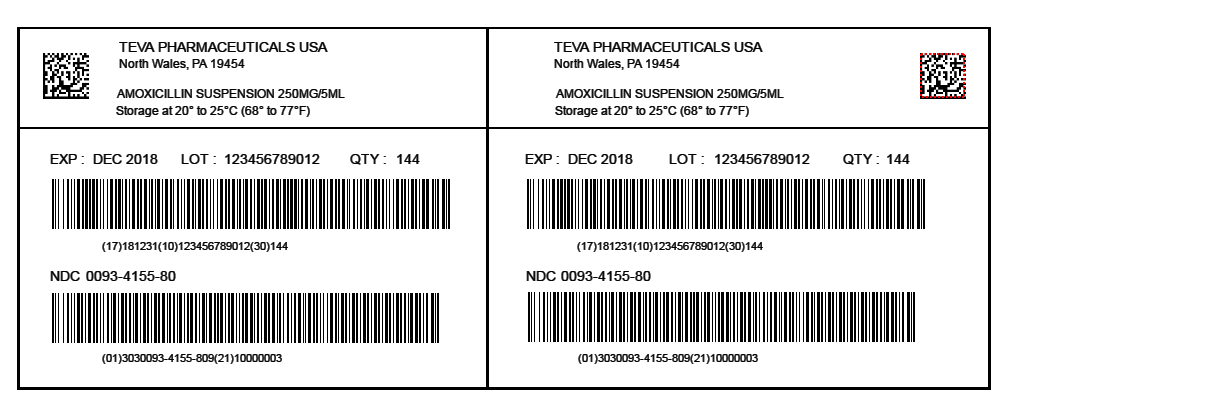 TEVA PHARMACEUTICALS USA
North Wales, PA 19454
AMOXICILLIN SUSPENSION 250MG/5ML
Storage at 20° to 25°C (68° to 77°F)
EXP : DEC 2018 LOT : 123456789012 QTY : 144
(17)181231(10)123456789012(30)144
NDC 0093-4155-80
(01)3030093-4155-809(21)10000003
TEVA PHARMACEUTICALS USA
North Wales, PA 19454
AMOXICILLIN SUSPENSION 250MG/5ML
Storage at 20° to 25°C (68° to 77°F)
EXP : DEC 2018 LOT : 123456789012 QTY : 144
(17)181231(10)123456789012(30)144
NDC 0093-4155-80
(01)3030093-4155-809(21)10000003